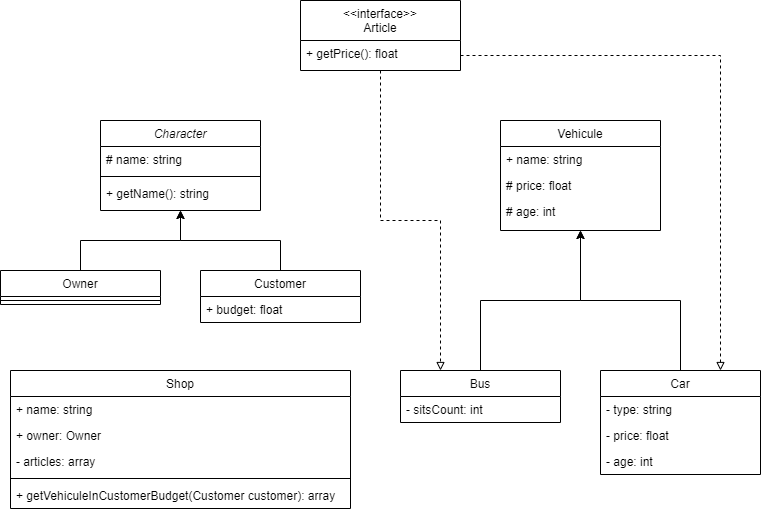 <<interface>>
Article
+ getPrice(): float
Character
# name: string
+ getName(): string
Vehicule
+ name: string
# price: float
# age: int
Owner
Customer
+ budget: float
Shop
+ name: string
+ owner: Owner
- articles: array
+ getVehiculeInCustomerBudget(Customer customer): array
Bus
- sitsCount: int
Car
- type: string
- price: float
- age: int